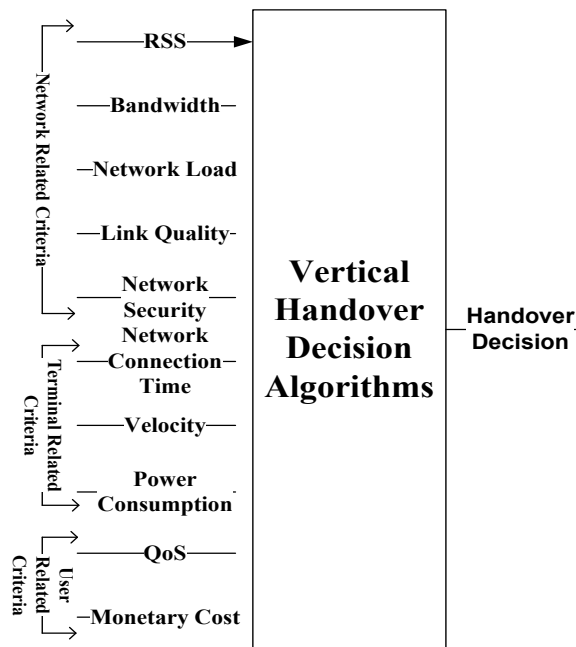 Network Related Criteria
RSS
Bandwidth
Network Load
Link Quality
Network
Security
Terminal Related
Criteria
Network
Connection
Time
Velocity
Power
Consumption
User
Related
Criteria
QoS
Monetary Cost
Vertical
Handover
Decision
Algorithms
Handover
Decision